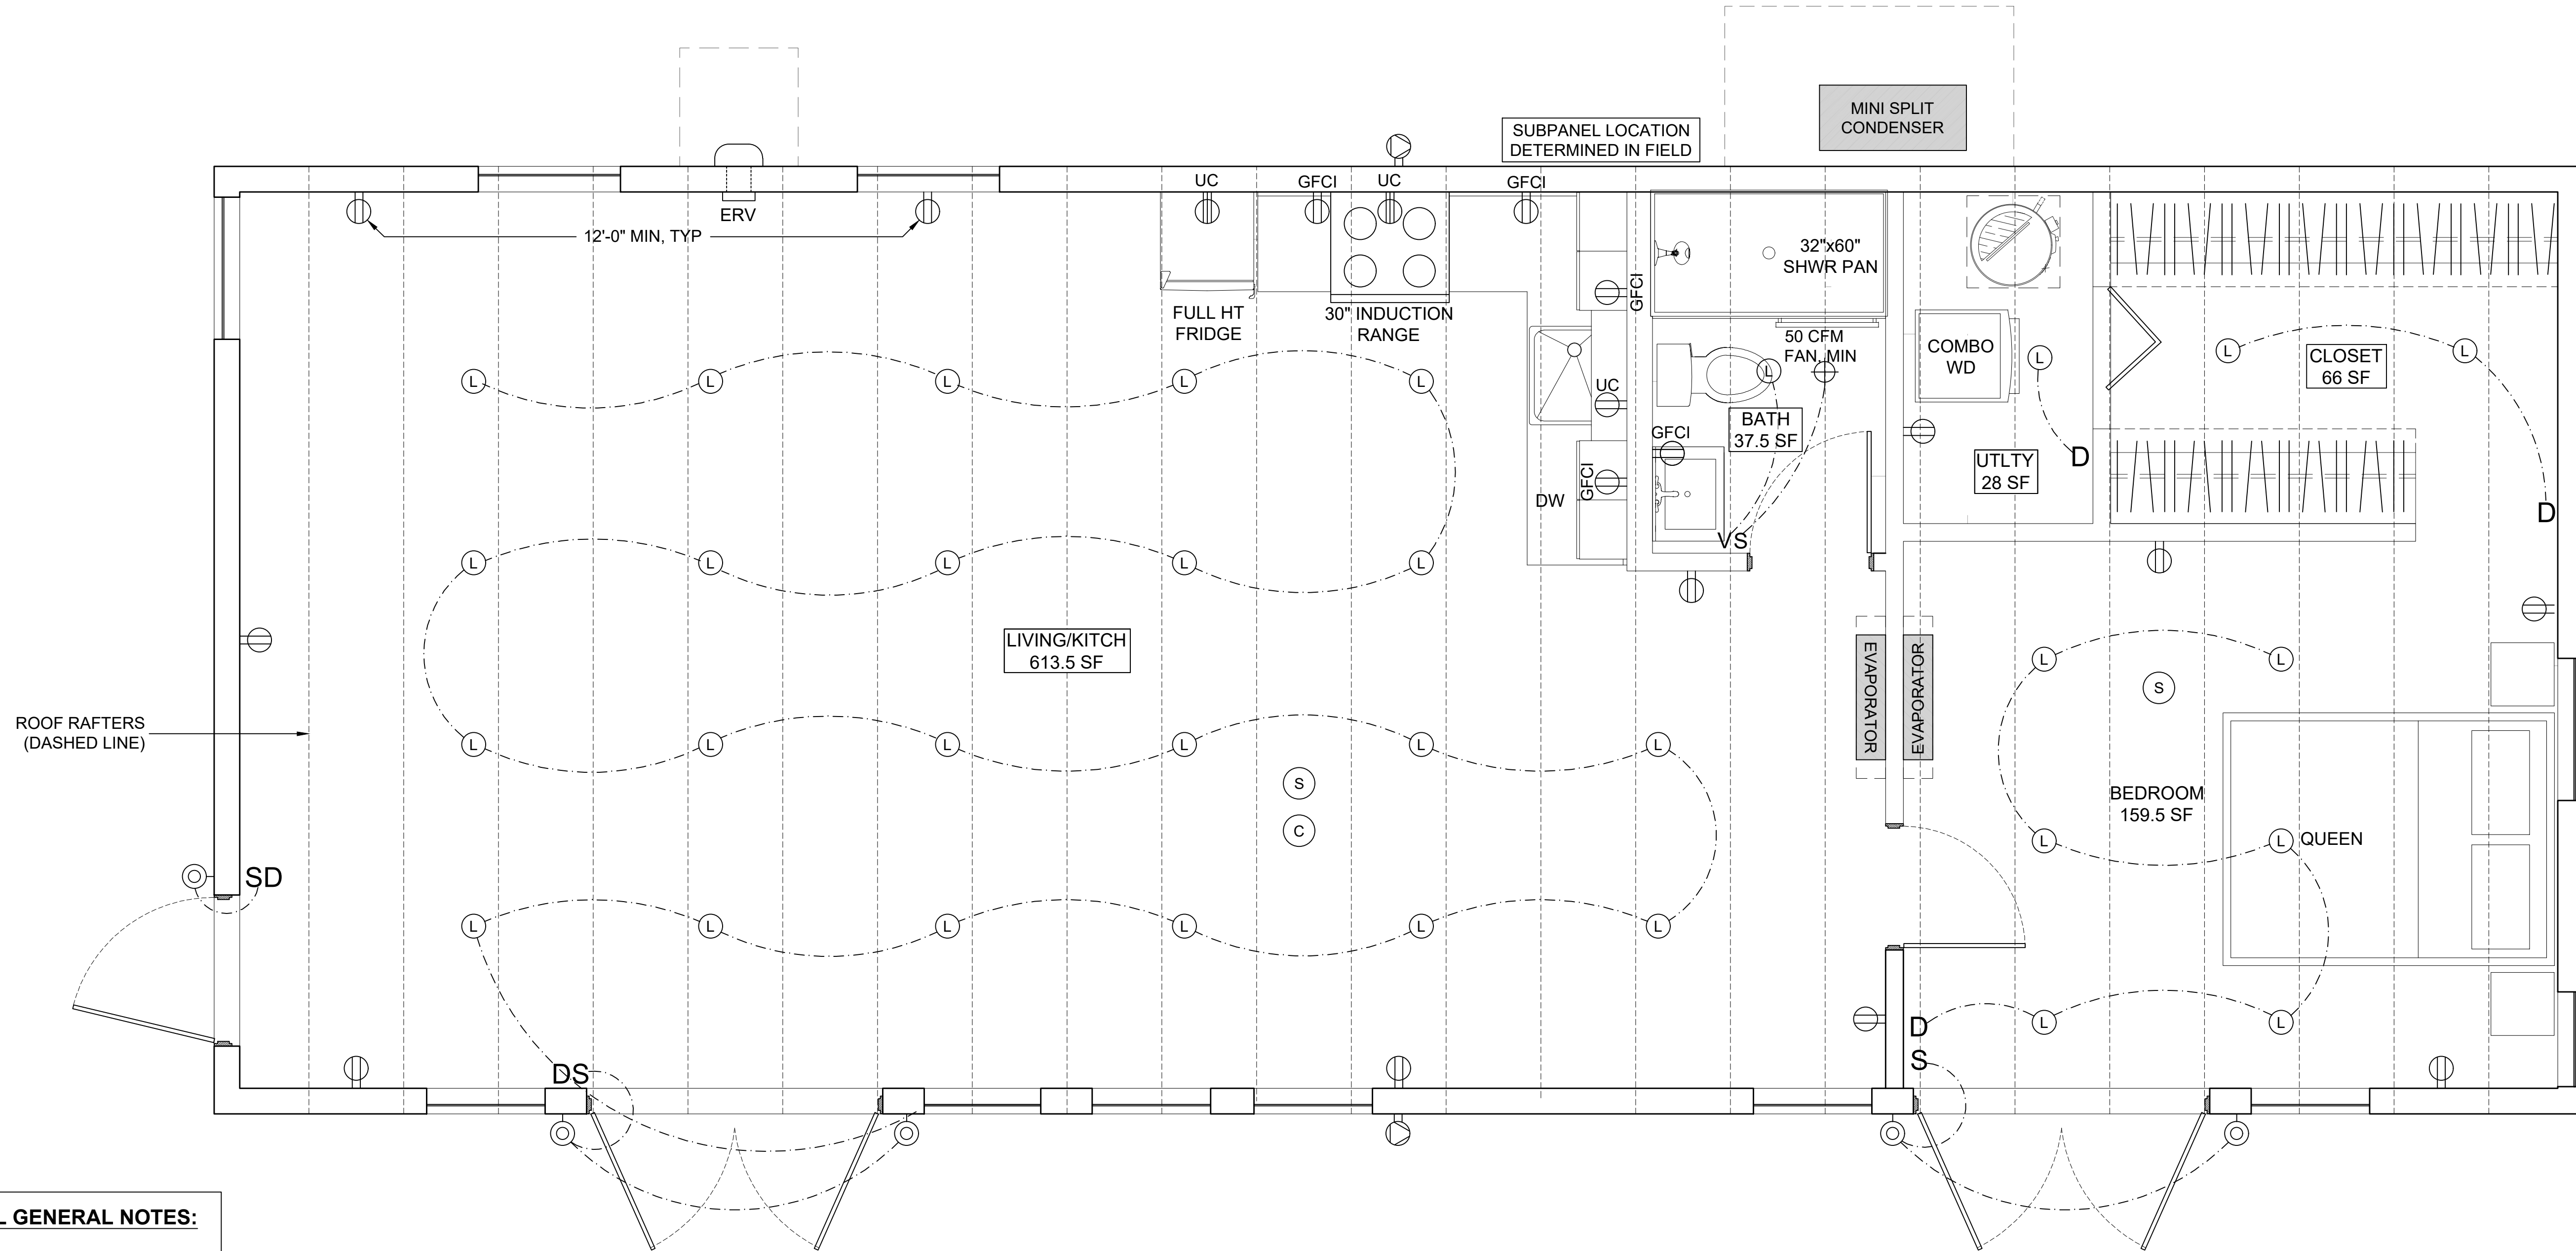 MINI SPLIT
CONDENSER
SUBPANEL LOCATION
DETERMINED IN FIELD
UC
GFCI
UC
GFCI
ERV
12'-0" MIN, TYP
FULL HT
FRIDGE
30" INDUCTION
RANGE
GFCI
32"x60"
SHWR PAN
50 CFM
FAN, MIN
COMBO
WD
L
L
L
CLOSET
66 SF
L
L
L
L
L
L
L
UC
BATH
37.5 SF
GFCI
GFCI
DW
VS
UTLTY
28 SF
D
D
L
L
L
L
L
LIVING/KITCH
613.5 SF
EVAPORATOR
EVAPORATOR
L
L
S
ROOF RAFTERS
(DASHED LINE)
L
L
L
L
L
L
S
C
BEDROOM
159.5 SF
L
L
QUEEN
SD
L
L
L
L
L
L
D
S
L
L
DS
L GENERAL NOTES: